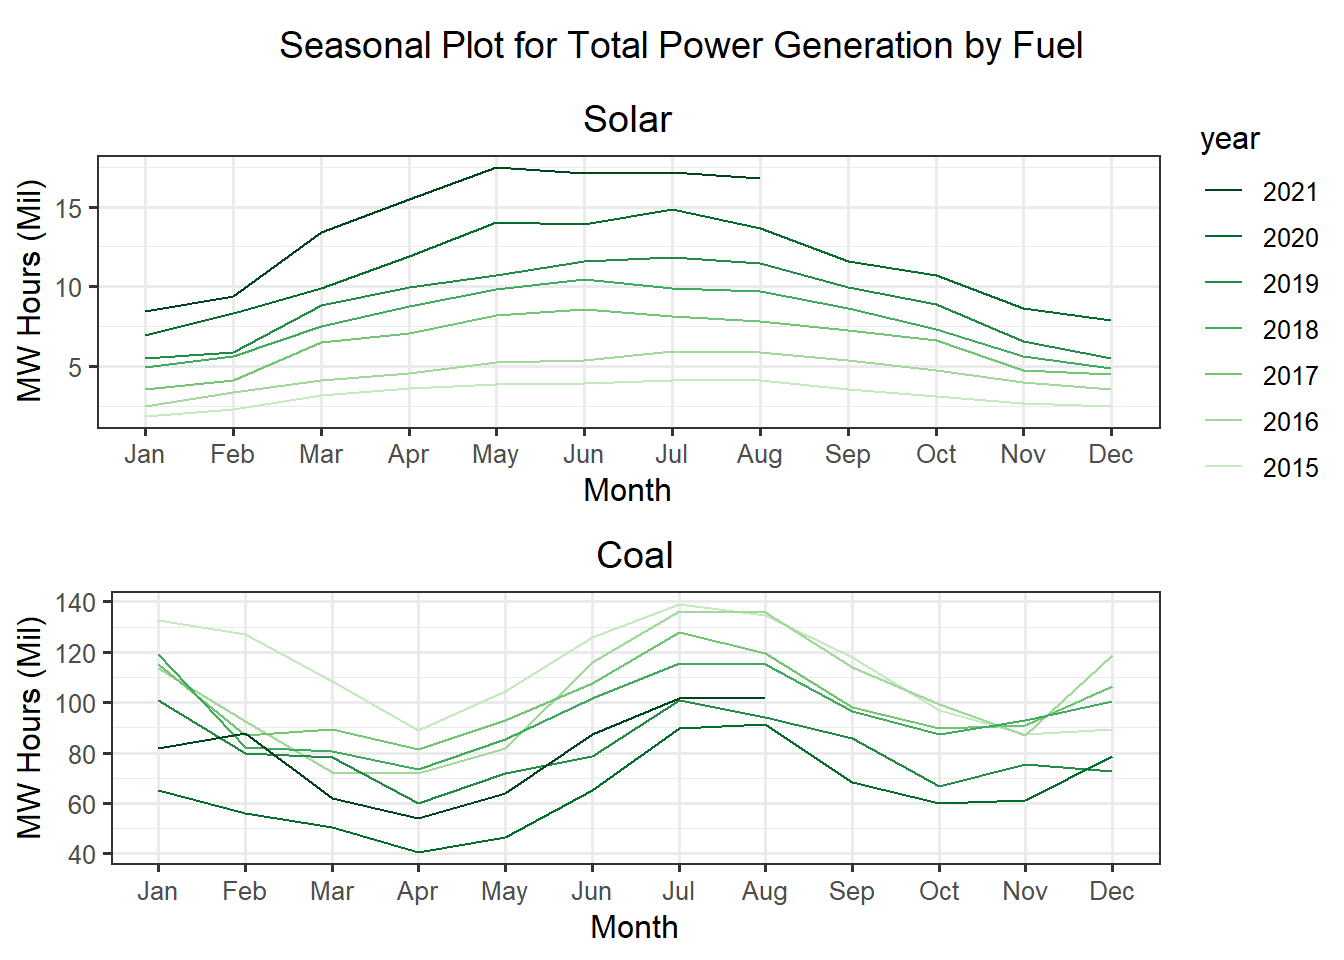 Seasonal Plot for Total Power Generation by Fuel
Solar
MW Hours (Mil)
15
10
5
Jan Feb Mar Apr May Jun Jul Aug Sep Oct Nov Dec
Month
year
2021
2020
2019
2018
2017
2016
2015
Coal
MW Hours (Mil)
140
120
100
80
60
40
Jan Feb Mar Apr May Jun Jul Aug Sep Oct Nov Dec
Month